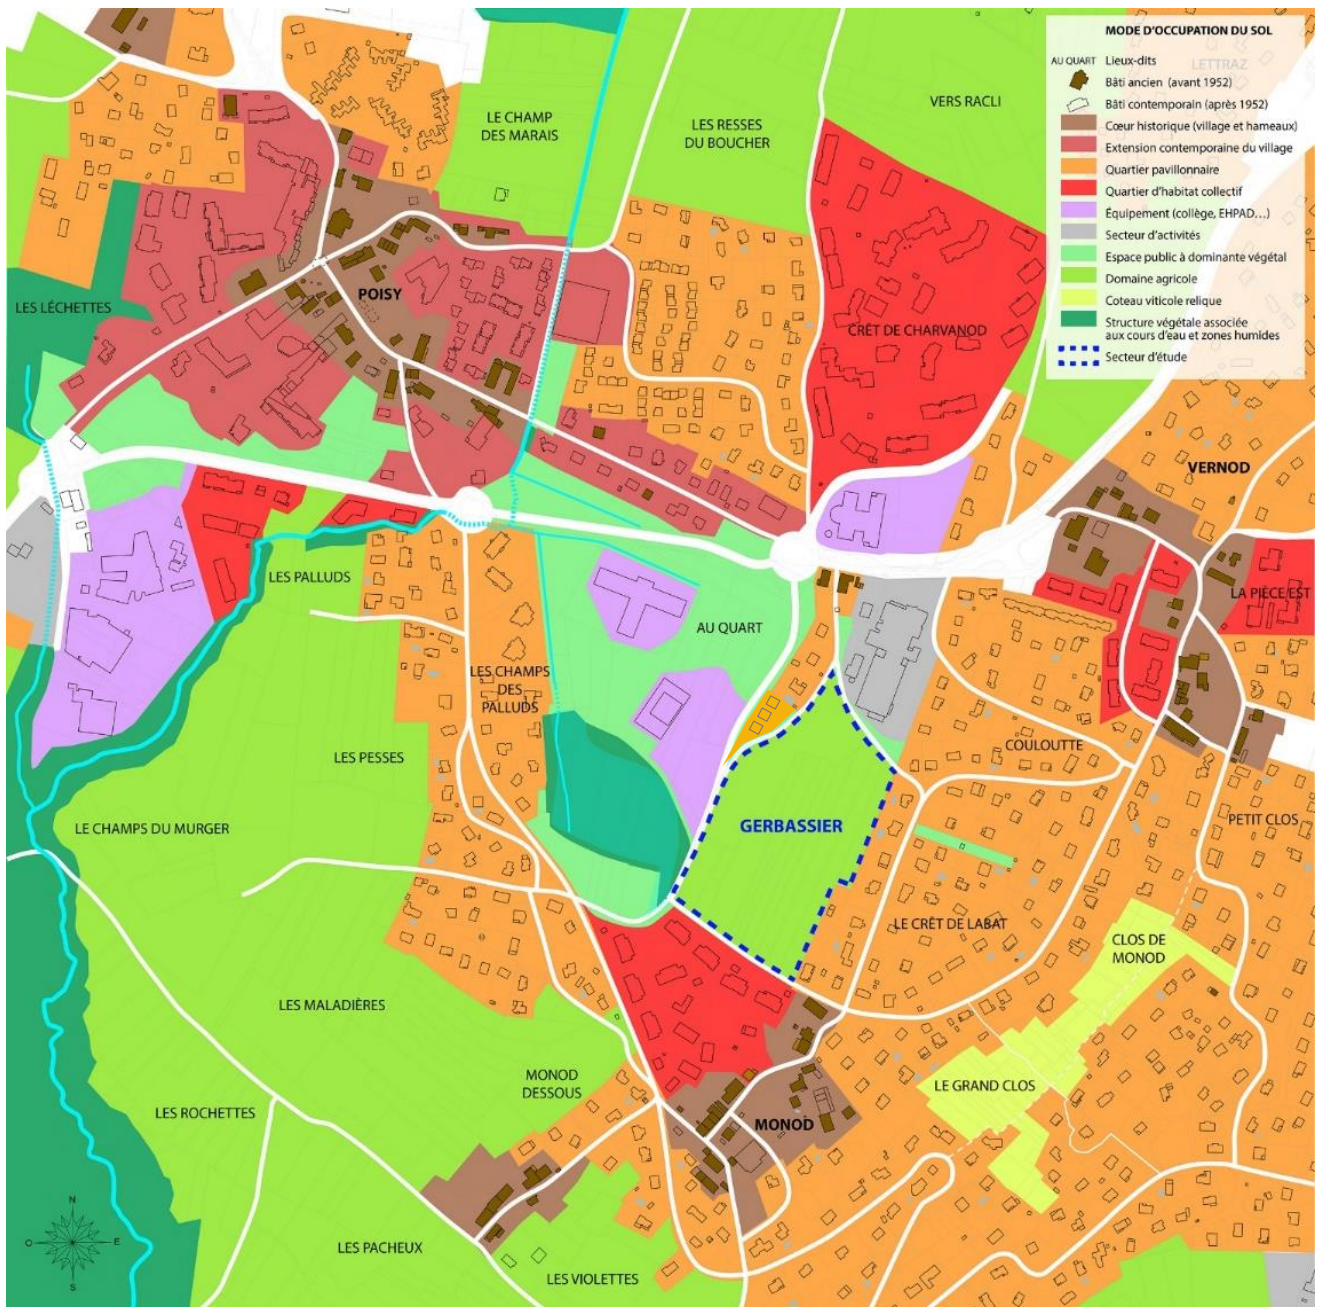 MODE D'OCCUPATION DU SOL
LETTRAZ
AU QUART Lieux-dits
Bâti ancien (avant 1952)
Bâti contemporain (après 1952)
Cœur historique (village et hameaux)
Extension contemporaine du village
Quartier pavillonnaire
Quartier d'habitat collectif
Équipement (collège, EHPAD...)
Secteur d'activités
Espace public à dominante végétal
Domaine agricole
Coteau viticole relique
Structure végétale associée
aux cours d'eau et zones humides
Secteur d'étude
VERS RACLI
LE CHAMP
DES MARAIS
LES RESSES
DU BOUCHER
POISY
LES LÉCHETTES
CRÊT DE CHARVANOD
VERNOD
LES PALLUDS
LA PIÈCE EST
AU QUART
LES CHAMPS
DES
PALLUDS
LES PESSES
COULOUTTE
LE CHAMPS DU MURGER
GERBASSIER
PETIT CLOS
LE CRÊT DE LABAT
CLOS DE
MONOD
LES MALADIÈRES
MONOD
DESSOUS
LE GRAND CLOS
LES ROCHETTES
MONOD
N
O
E
S
LES PACHEUX
LES VIOLETTES